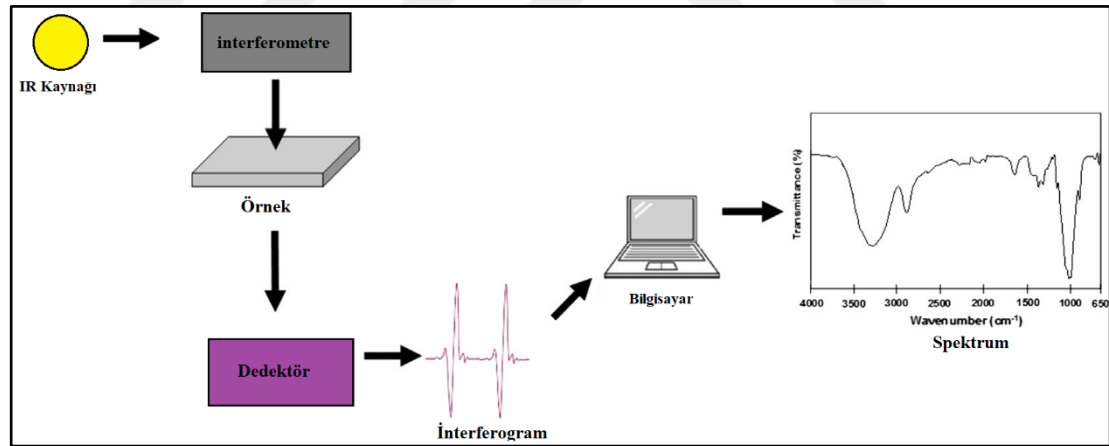 IR Kaynağı
interferometre
Örnek
Dedektör
İnterferogram
Bilgisayar
Transmittance (%)
4000 3500 3000 2500 2000 1500 1000 650
Wavenumber (cm-1)
Spektrum